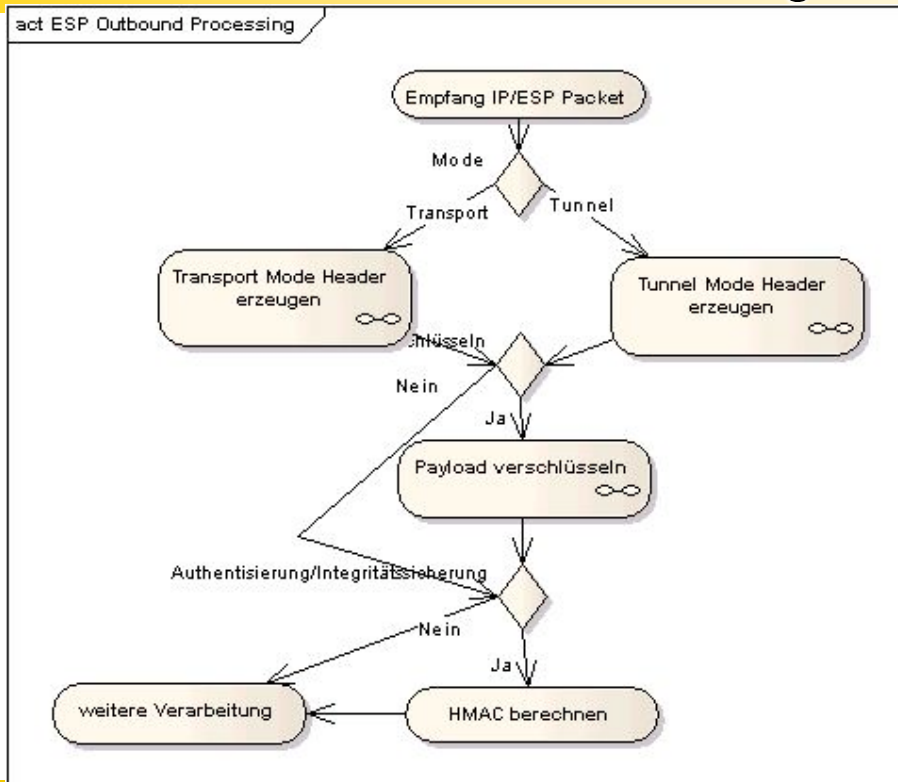 act ESP Outbound Processing
Empfang IP/ESP Packet
Mode
Transport
Tunnel
Transport Mode Header
erzeugen
Tunnel Mode Header
erzeugen
Nein
Ja
Payload verschlüsseln
Authentisierung/Integritätssicherung
Nein
Ja
weitere Verarbeitung
HMAC berechnen